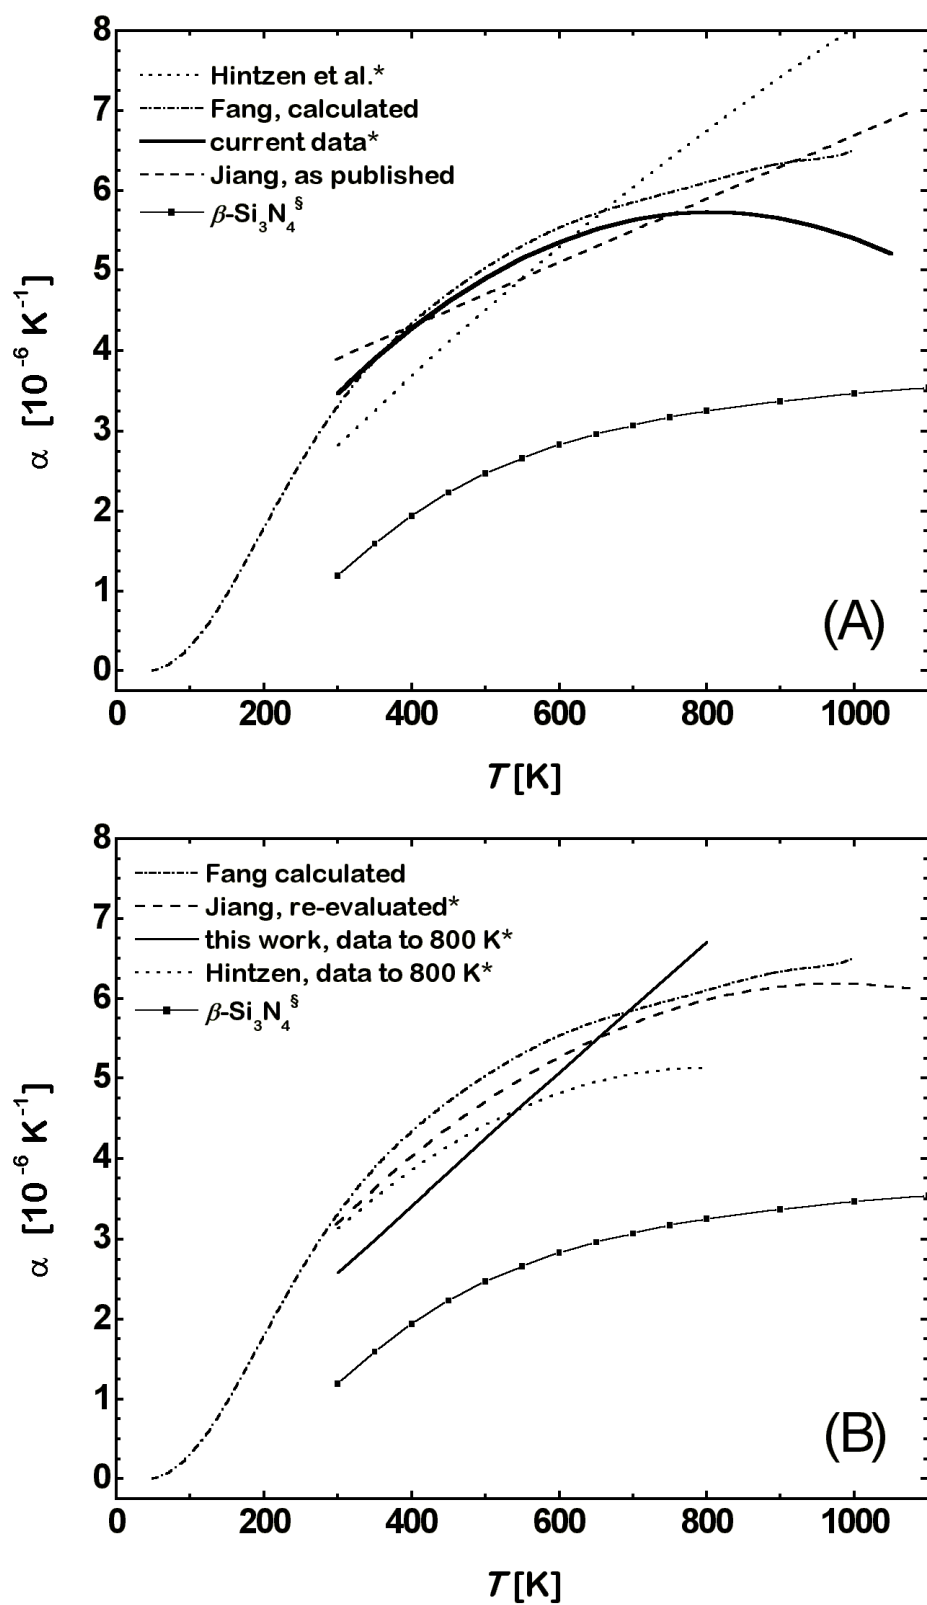 8
7
6
5
4
3
2
1
0
α [10⁻⁶ K⁻¹]
Hintzen et al.*
Fang, calculated
current data*
Jiang, as published
β-Si₃N₄§
(A)
0 200 400 600 800 1000
T [K]
8
7
6
5
4
3
2
1
0
α [10⁻⁶ K⁻¹]
Fang calculated
Jiang, re-evaluated*
this work, data to 800 K*
Hintzen, data to 800 K*
β-Si₃N₄§
(B)
0 200 400 600 800 1000
T [K]